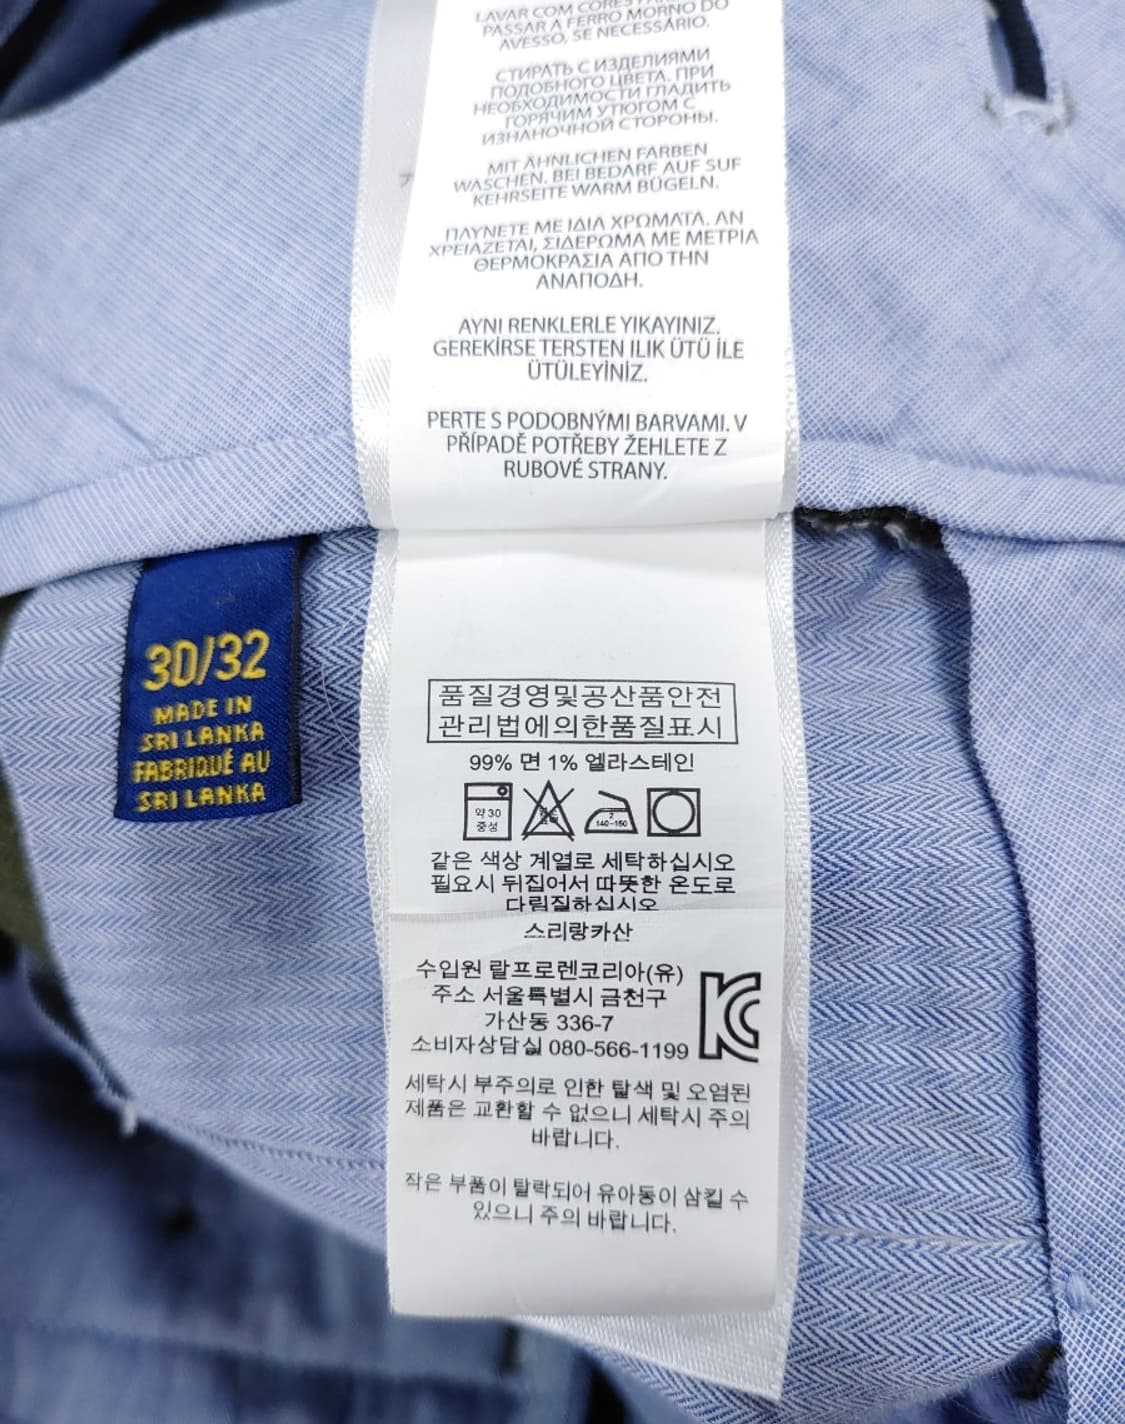 LAVAR COM CORES
PASSAR A FERRO MORNO DO
AVESSO, SE NECESSÁRIO.
СТИРАТЬ С ИЗДЕЛИЯМИ
ПОДОБНОГО ЦВЕТА. ПРИ
НЕОБХОДИМОСТИ ГЛАДИТЬ
ГОРЯЧИМ УТЮГОМ С
ИЗНАНОЧНОЙ СТОРОНЫ.
MIT ÄHNLICHEN FARBEN
WASCHEN. BEI BEDARF AUF SUF
KEHRSEITE WARM BÜGELN.
ΠΛΥΝΕΤΕ ΜΕ ΙΔΙΑ ΧΡΩΜΑΤΑ. ΑΝ
ΧΡΕΙΑΖΕΤΑΙ, ΣΙΔΕΡΩΜΑ ΜΕ ΜΕΤΡΙΑ
ΘΕΡΜΟΚΡΑΣΙΑ ΑΠΟ ΤΗΝ
ΑΝΑΠΟΔΗ.
AYNI RENKLERLE YIKAYINIZ.
GEREKİRSE TERSTEN ILIK ÜTÜ İLE
ÜTÜLEYİNİZ.
PERTE S PODOBNÝMI BARVAMI. V
PŘÍPADĚ POTŘEBY ŽEHLETE Z
RUBOVÉ STRANY.
30/32
MADE IN
SRI LANKA
FABRIQUÉ AU
SRI LANKA
품질경영및공산품안전
관리법에의한품질표시
99% 면 1% 엘라스테인
약 30
중성
2
140~160
같은 색상 계열로 세탁하십시오
필요시 뒤집어서 따뜻한 온도로
다림질하십시오
스리랑카산
수입원 랄프로렌코리아(유)
주소 서울특별시 금천구
가산동 336-7
소비자상담실 080-566-1199
세탁시 부주의로 인한 탈색 및 오염된
제품은 교환할 수 없으니 세탁시 주의
바랍니다.
작은 부품이 탈락되어 유아동이 삼킬 수
있으니 주의 바랍니다.